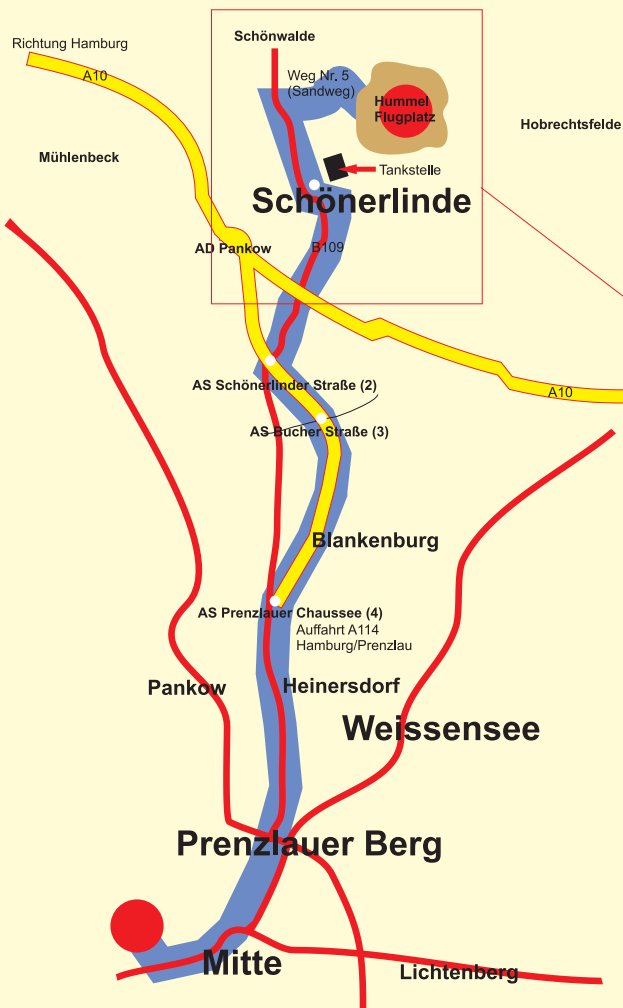 Schönwalde
Richtung Hamburg
A10
Weg Nr. 5
(Sandweg)
Hummel
Flugplatz
Hobrechtsfelde
Mühlenbeck
Tankstelle
Schönerlinde
AD Pankow
B109
AS Schönerlinder Straße (2)
A10
AS Bucher Straße (3)
Blankenburg
AS Prenzlauer Chaussee (4)
Auffahrt A114
Hamburg/Prenzlau
Pankow
Heinersdorf
Weissensee
Prenzlauer Berg
Mitte
Lichtenberg